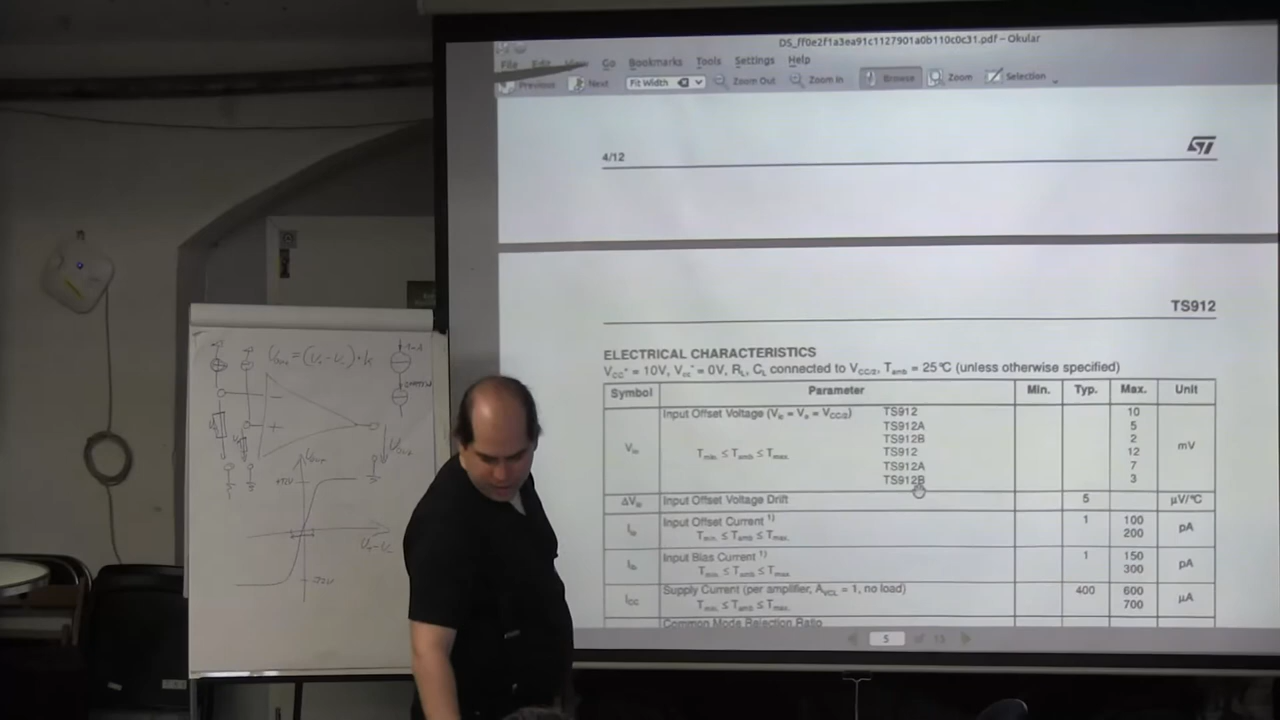 DS_ff0e2f1a3ea91c1127901a0b110c0c31.pdf – Okular
File Edit View Go Bookmarks Tools Settings Help
Previous Next Fit Width Zoom Out Zoom In Browse Zoom Selection
4/12 ST
TS912
ELECTRICAL CHARACTERISTICS
VCC+ = 10V, Vcc- = 0V, RL, CL connected to VCC/2, Tamb = 25°C (unless otherwise specified)
Symbol Parameter Min. Typ. Max. Unit
Vio Input Offset Voltage (Vic = Vo = VCC/2) TS912 10 mV
TS912A 5
TS912B 2
Tmin. ≤ Tamb ≤ Tmax. TS912 12
TS912A 7
TS912B 3
ΔVio Input Offset Voltage Drift 5 µV/°C
Iio Input Offset Current 1) 1 100 pA
Tmin. ≤ Tamb ≤ Tmax. 200
Iib Input Bias Current 1) 1 150 pA
Tmin. ≤ Tamb ≤ Tmax. 300
ICC Supply Current (per amplifier, AVCL = 1, no load) 400 600 µA
Tmin. ≤ Tamb ≤ Tmax. 700
Common Mode Rejection Ratio
5 of 13
- +